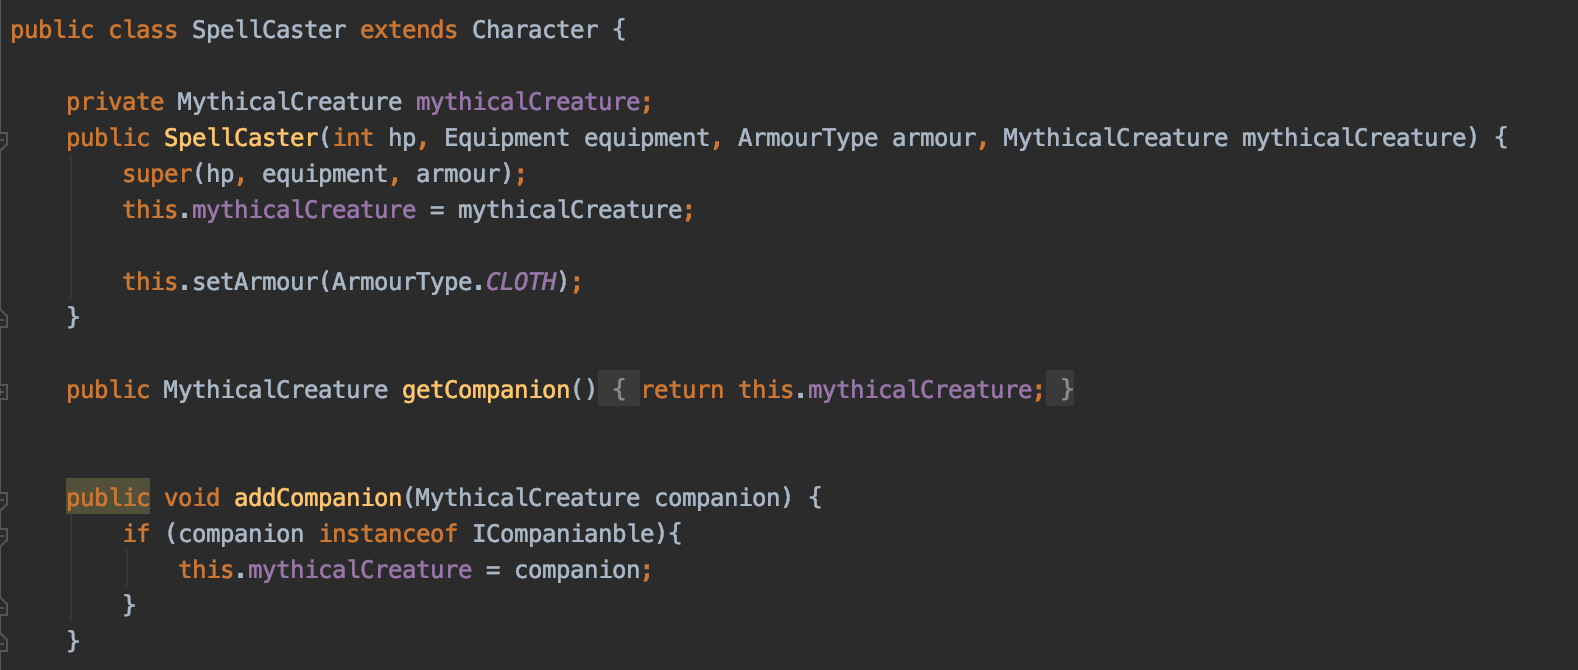 public class SpellCaster extends Character {
private MythicalCreature mythicalCreature;
public SpellCaster(int hp, Equipment equipment, ArmourType armour, MythicalCreature mythicalCreature) {
super(hp, equipment, armour);
this.mythicalCreature = mythicalCreature;
this.setArmour(ArmourType.CLOTH);
}
public MythicalCreature getCompanion() { return this.mythicalCreature; }
public void addCompanion(MythicalCreature companion) {
if (companion instanceof ICompanianble){
this.mythicalCreature = companion;
}
}